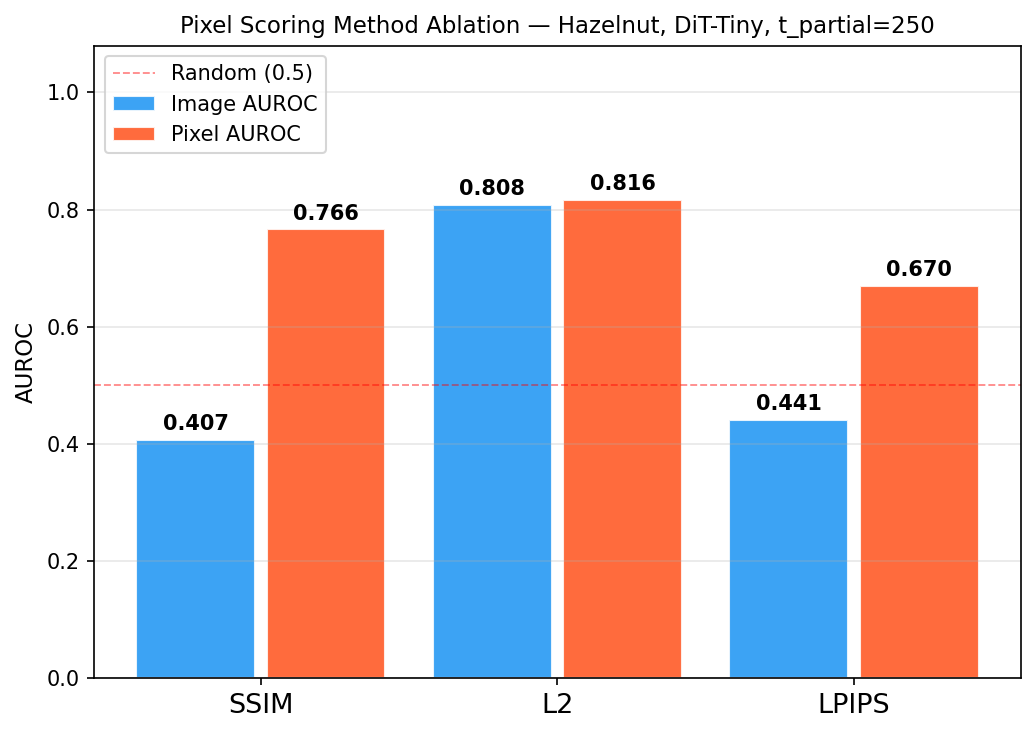 Pixel Scoring Method Ablation — Hazelnut, DiT-Tiny, t_partial=250
Random (0.5)
Image AUROC
Pixel AUROC
AUROC
1.0
0.8
0.6
0.4
0.2
0.0
0.407
0.766
0.808
0.816
0.441
0.670
SSIM
L2
LPIPS